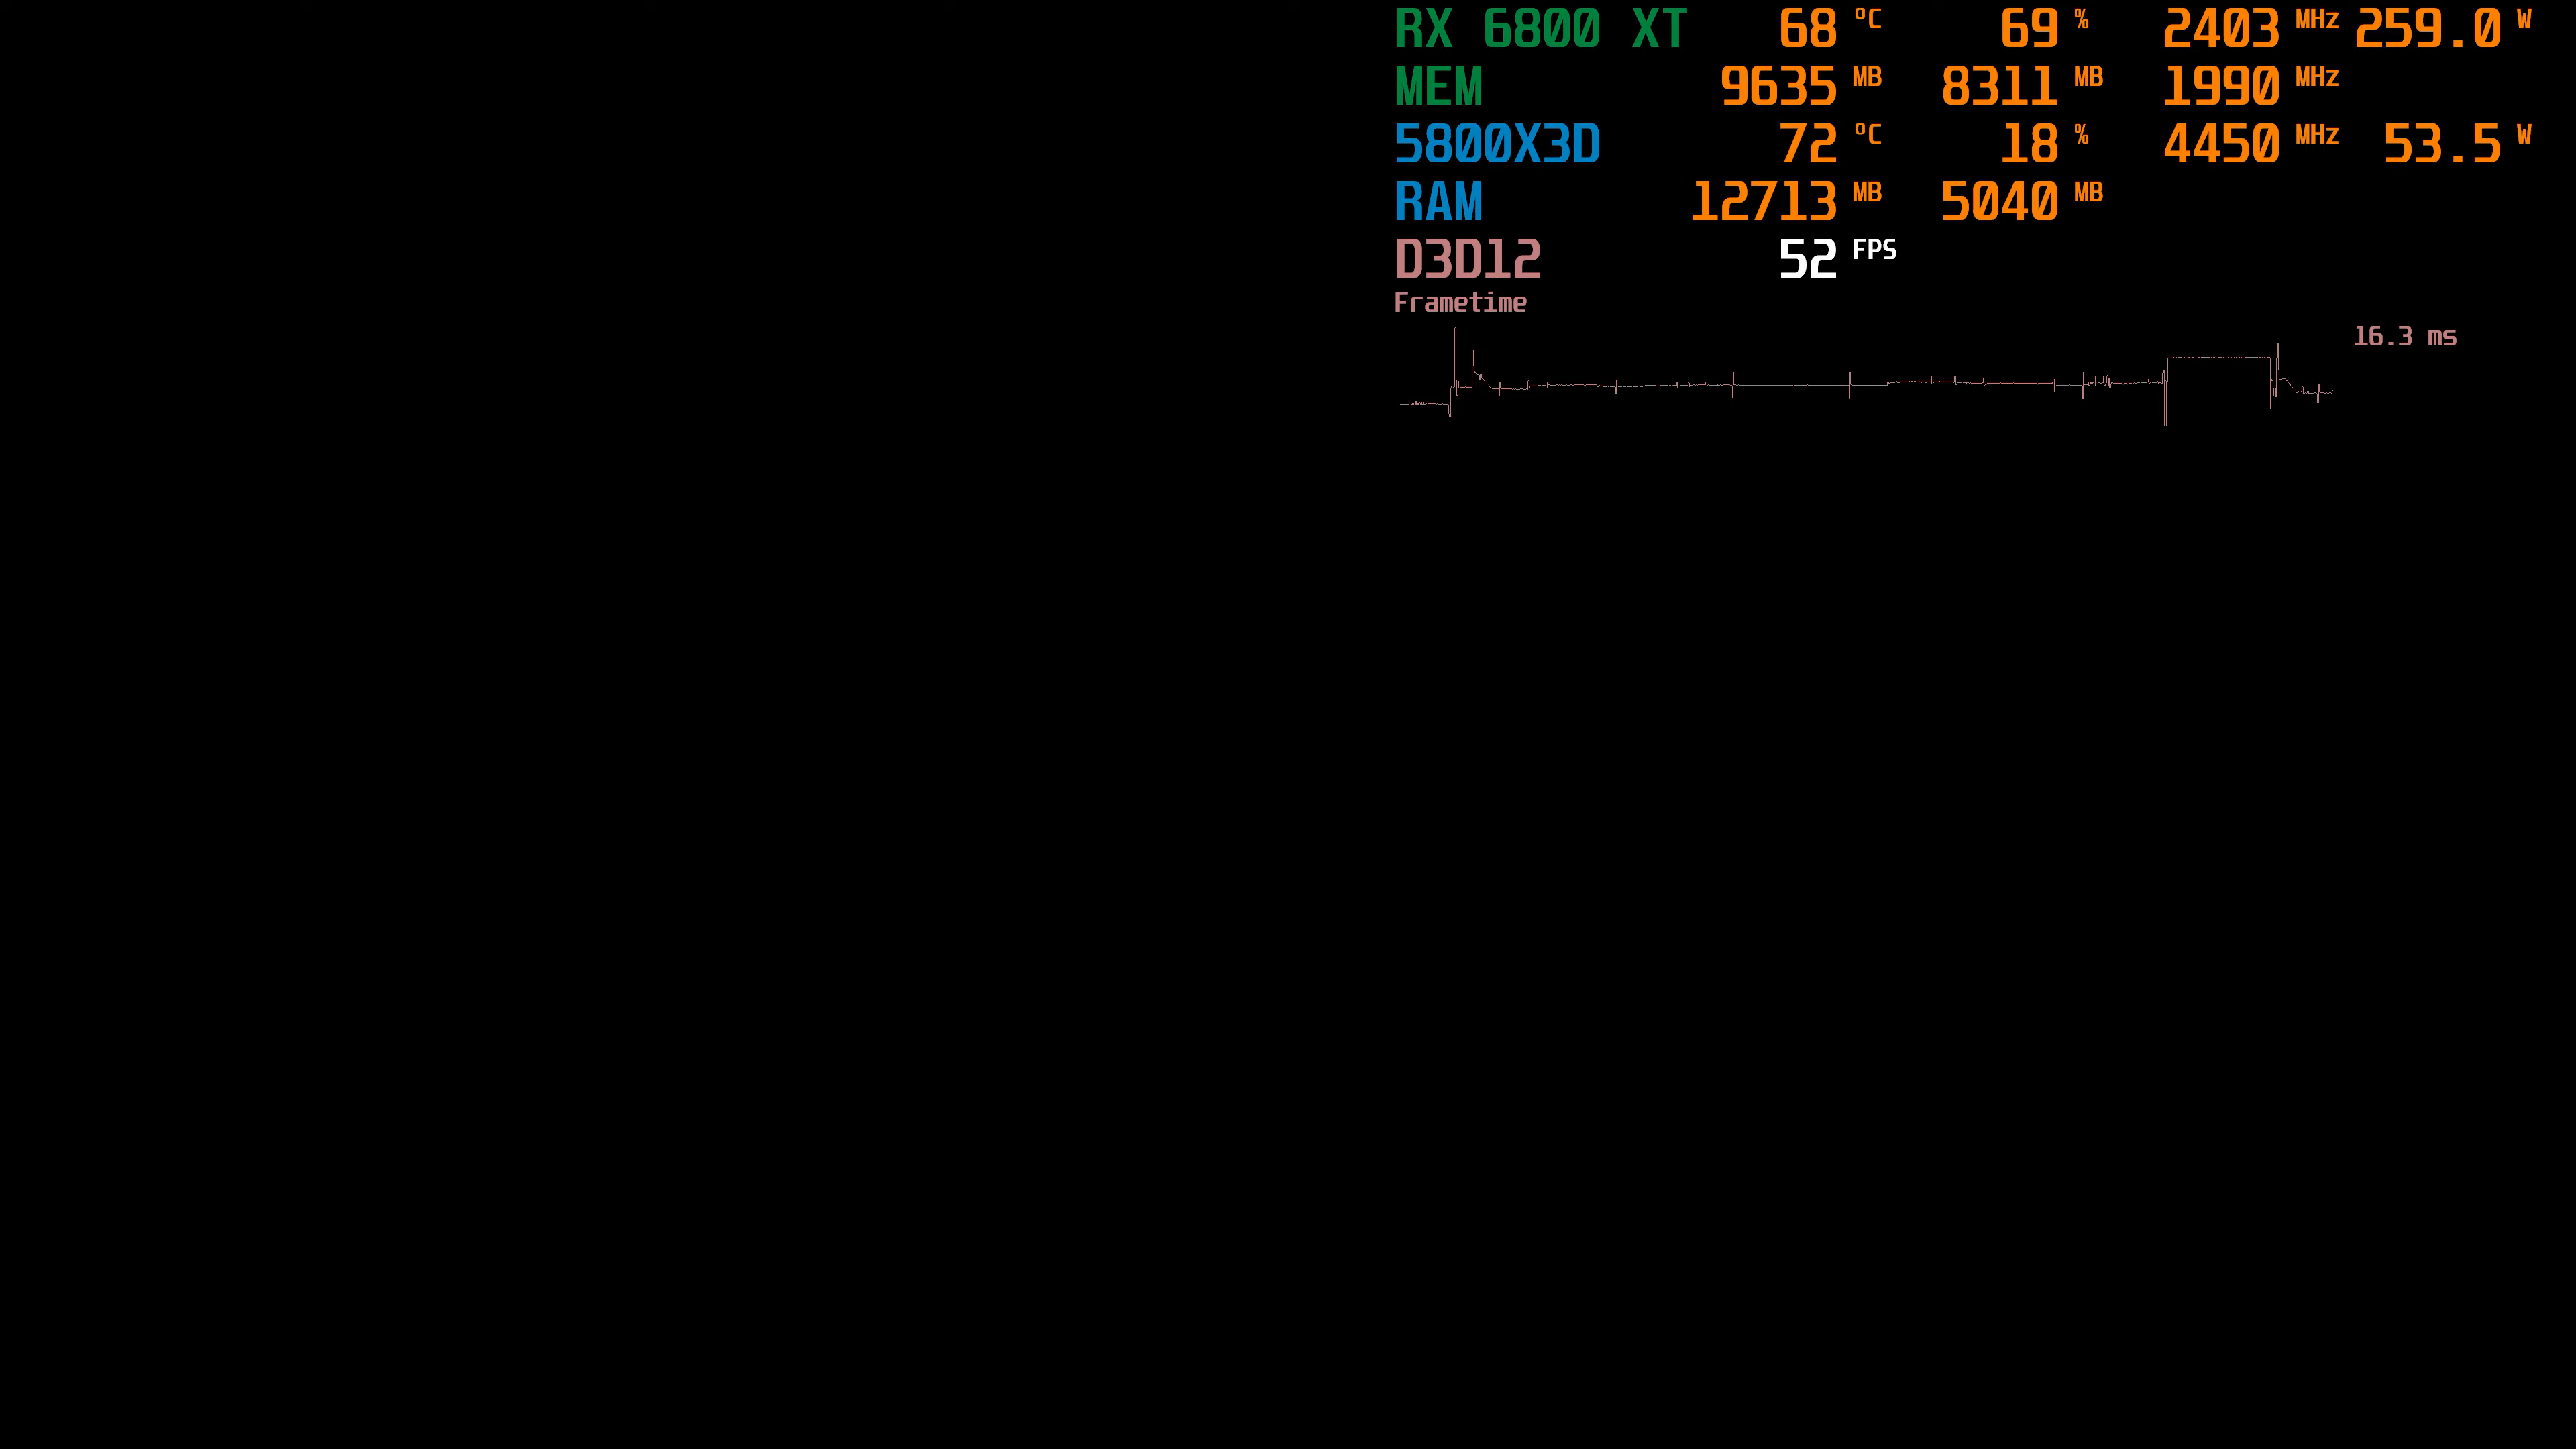 RX 6800 XT 68 °C 69 % 2403 MHz 259.0 W
MEM 9635 MB 8311 MB 1990 MHz
5800X3D 72 °C 18 % 4450 MHz 53.5 W
RAM 12713 MB 5040 MB
D3D12 52 FPS
Frametime
16.3 ms